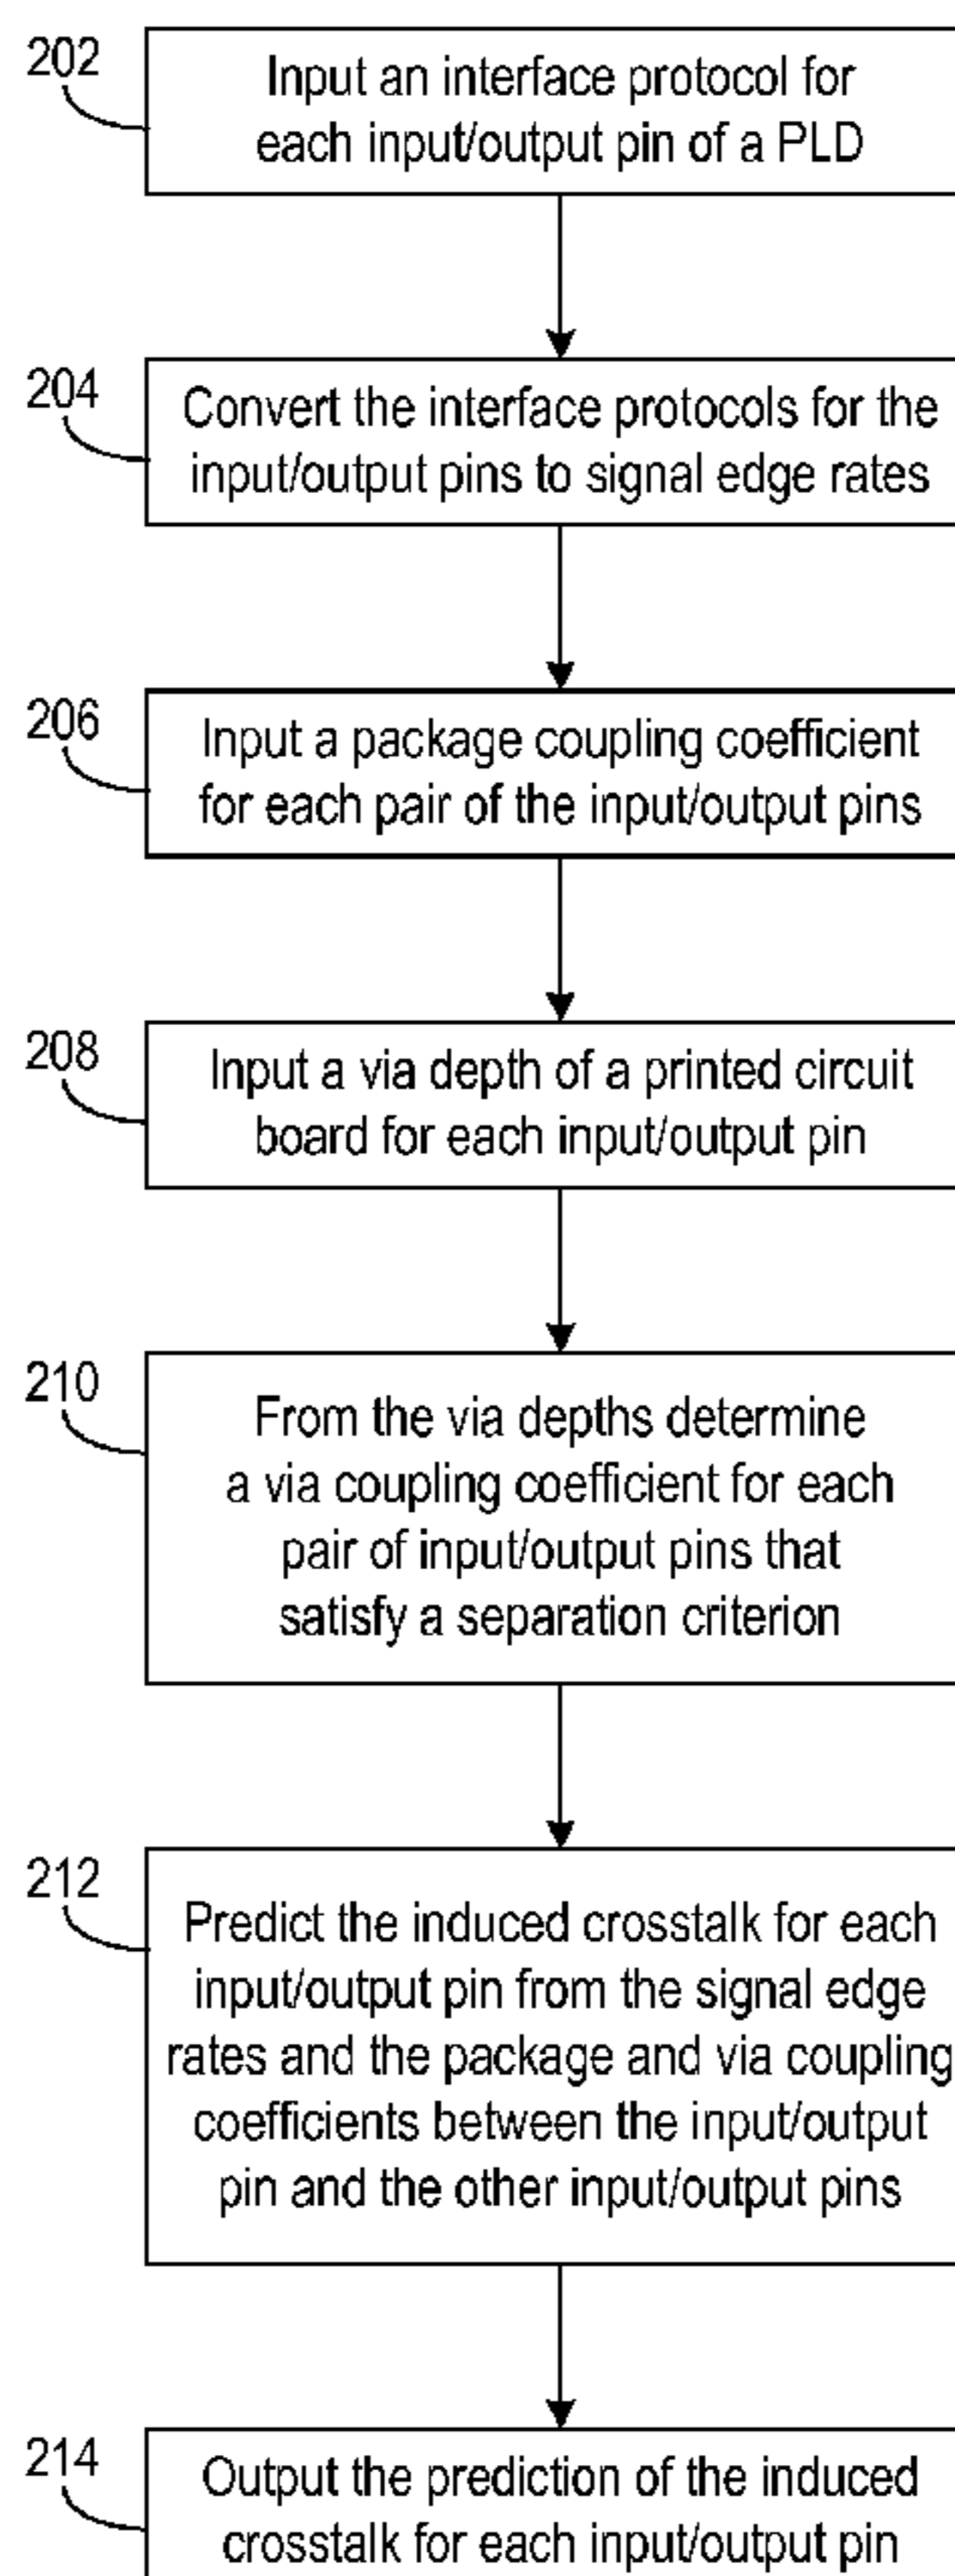 202
Input an interface protocol for
each input/output pin of a PLD
204
Convert the interface protocols for the
input/output pins to signal edge rates
206
Input a package coupling coefficient
for each pair of the input/output pins
208
Input a via depth of a printed circuit
board for each input/output pin
210
From the via depths determine
a via coupling coefficient for each
pair of input/output pins that
satisfy a separation criterion
212
Predict the induced crosstalk for each
input/output pin from the signal edge
rates and the package and via coupling
coefficients between the input/output
pin and the other input/output pins
214
Output the prediction of the induced
crosstalk for each input/output pin